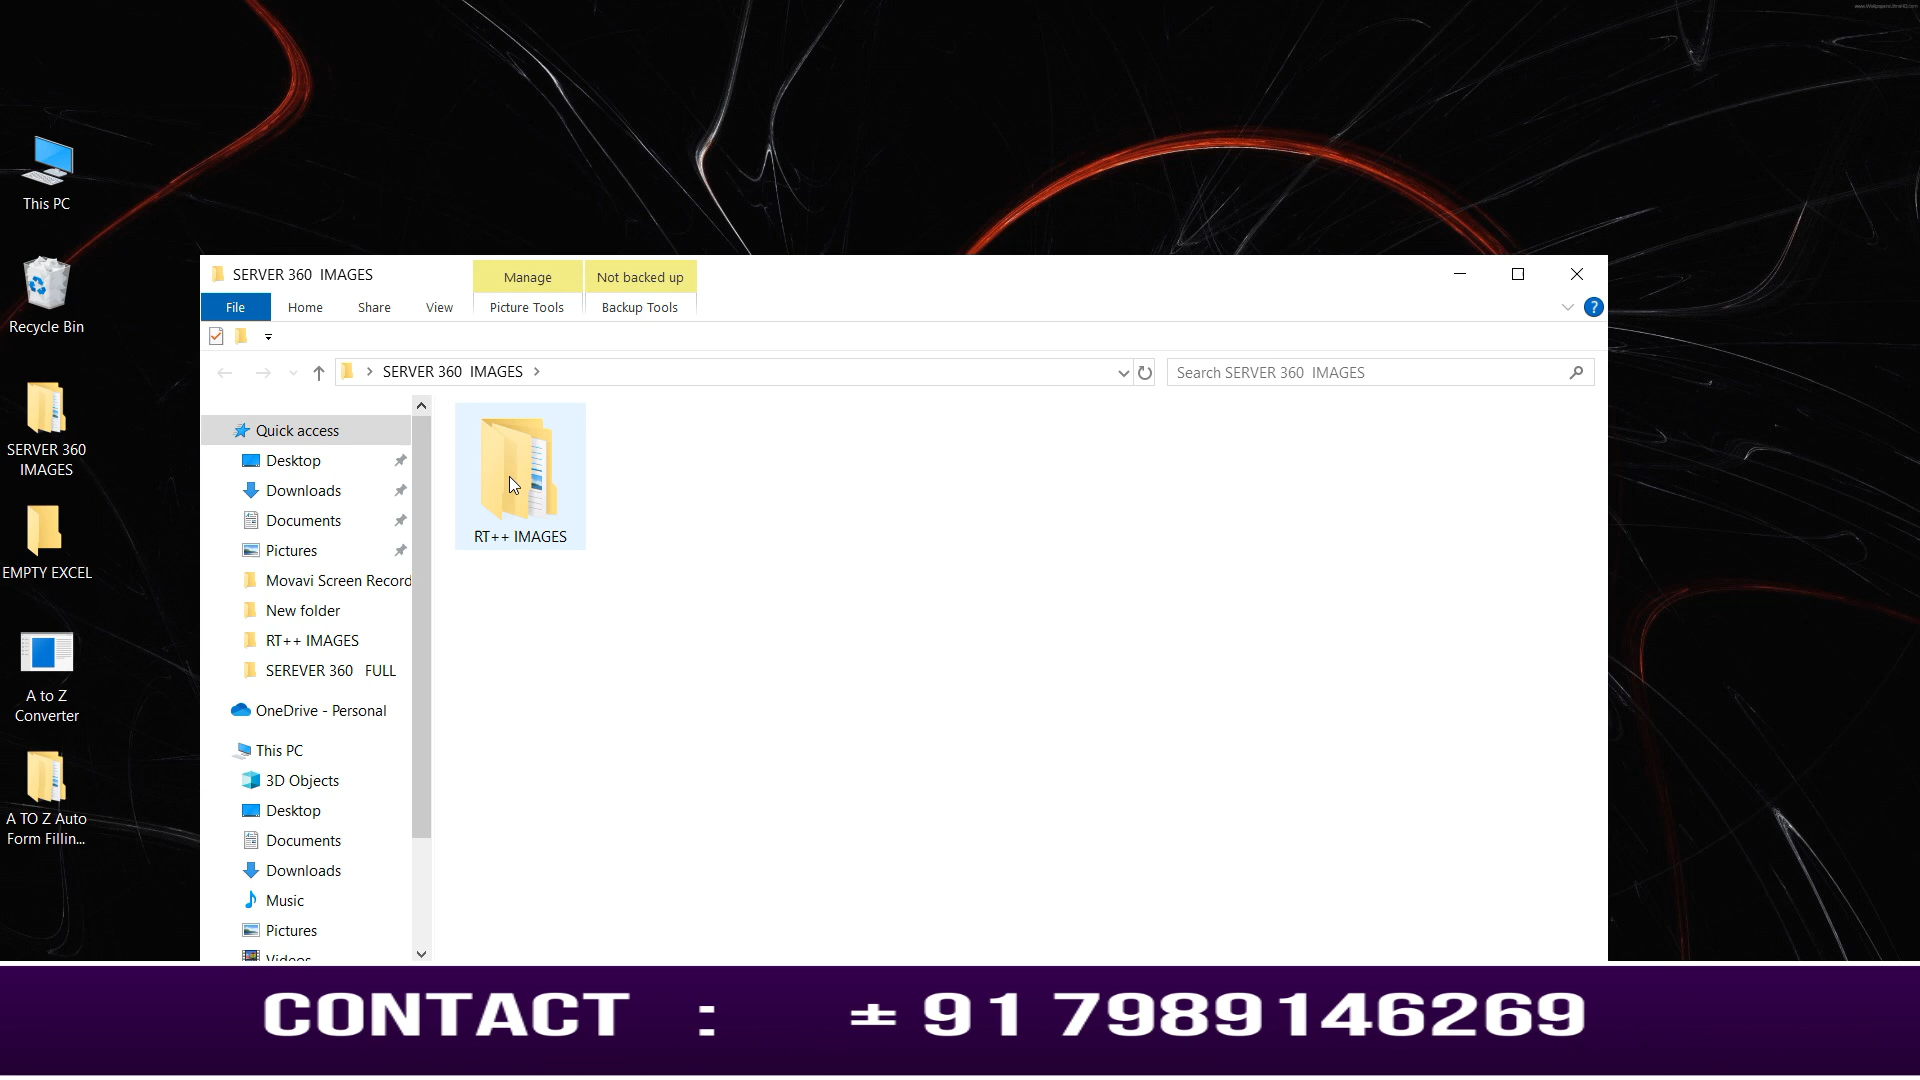 This PC
Recycle Bin
SERVER 360
IMAGES
EMPTY EXCEL
A to Z
Converter
A TO Z Auto
Form Fillin...
SERVER 360 IMAGES
Manage
Not backed up
File
Home
Share
View
Picture Tools
Backup Tools
?
SERVER 360 IMAGES
Search SERVER 360 IMAGES
Quick access
Desktop
Downloads
Documents
Pictures
Movavi Screen Record
New folder
RT++ IMAGES
SEREVER 360 FULL
OneDrive - Personal
This PC
3D Objects
Desktop
Documents
Downloads
Music
Pictures
Videos
RT++ IMAGES
CONTACT : + 91 7989146269